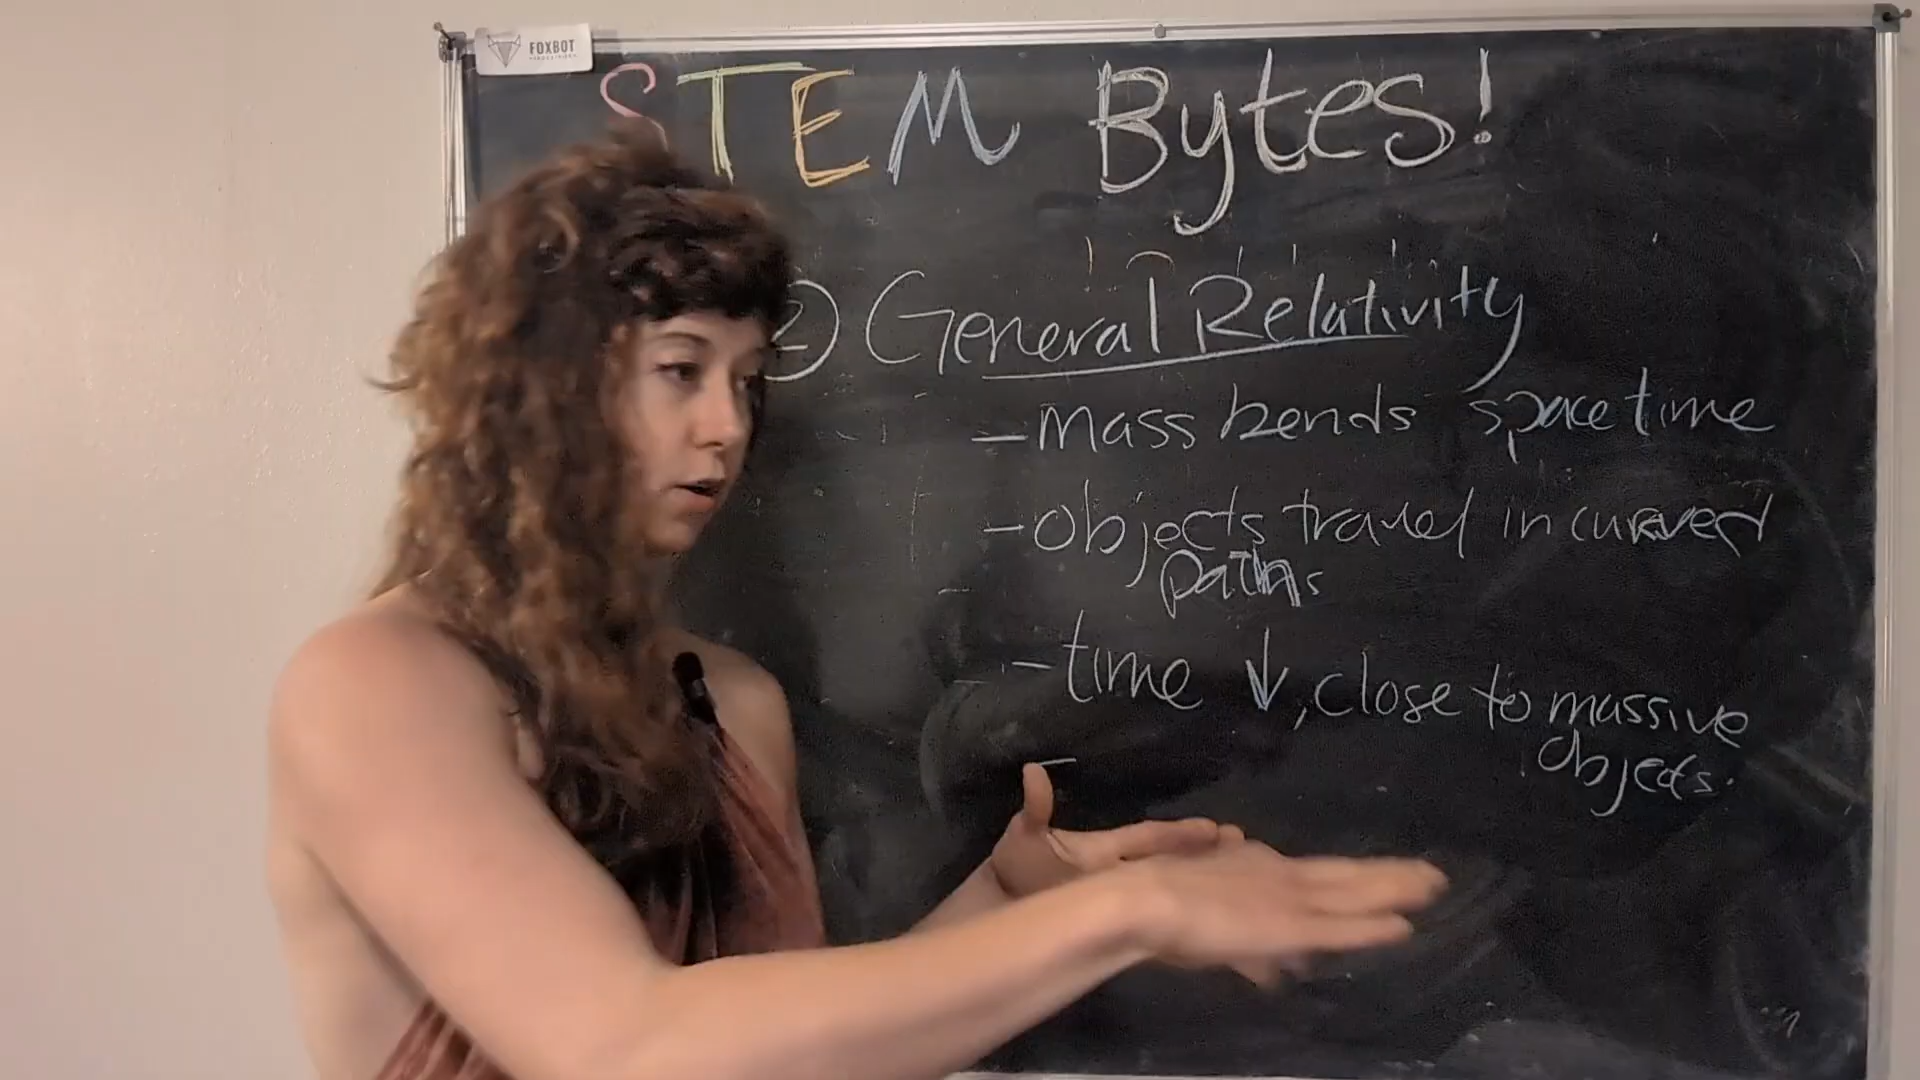 FOXBOT
INDUSTRIES
STEM Bytes!
2) General Relativity
- mass bends spacetime
- objects travel in curved
paths
- time ↓, close to massive
objects.
-